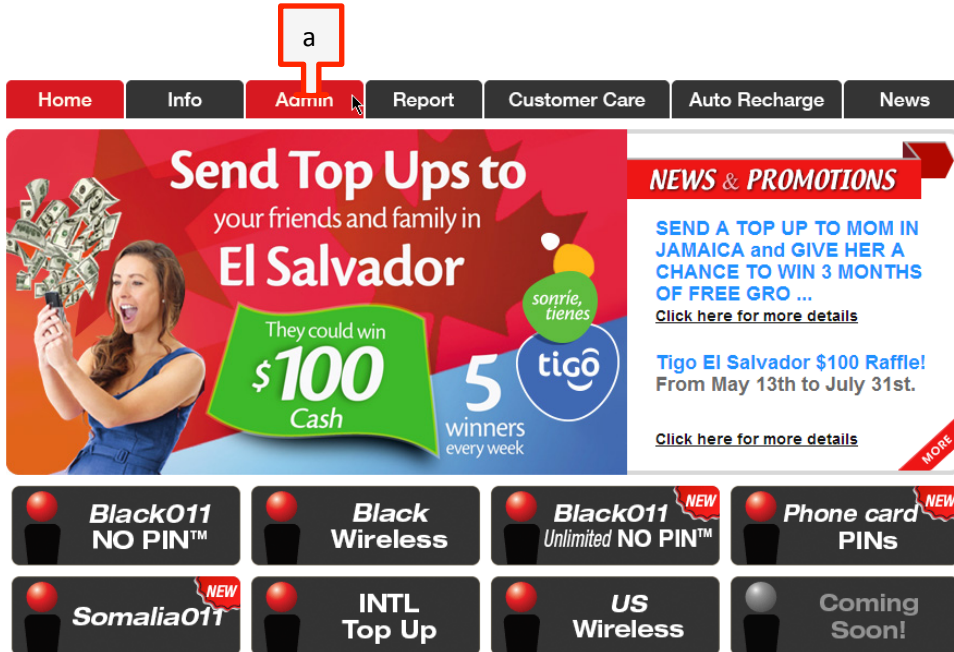 a
Home Info Admin Report Customer Care Auto Recharge News
Send Top Ups to
your friends and family in
El Salvador
They could win
$100
Cash
5
winners
every week
sonríe,
tienes
tigo
NEWS & PROMOTIONS
SEND A TOP UP TO MOM IN
JAMAICA and GIVE HER A
CHANCE TO WIN 3 MONTHS
OF FREE GRO ...
Click here for more details
Tigo El Salvador $100 Raffle!
From May 13th to July 31st.
Click here for more details
MORE
Black011
NO PIN™
Black
Wireless
NEW
Black011
Unlimited NO PIN™
NEW
Phone card
PINs
NEW
Somalia011
INTL
Top Up
US
Wireless
Coming
Soon!